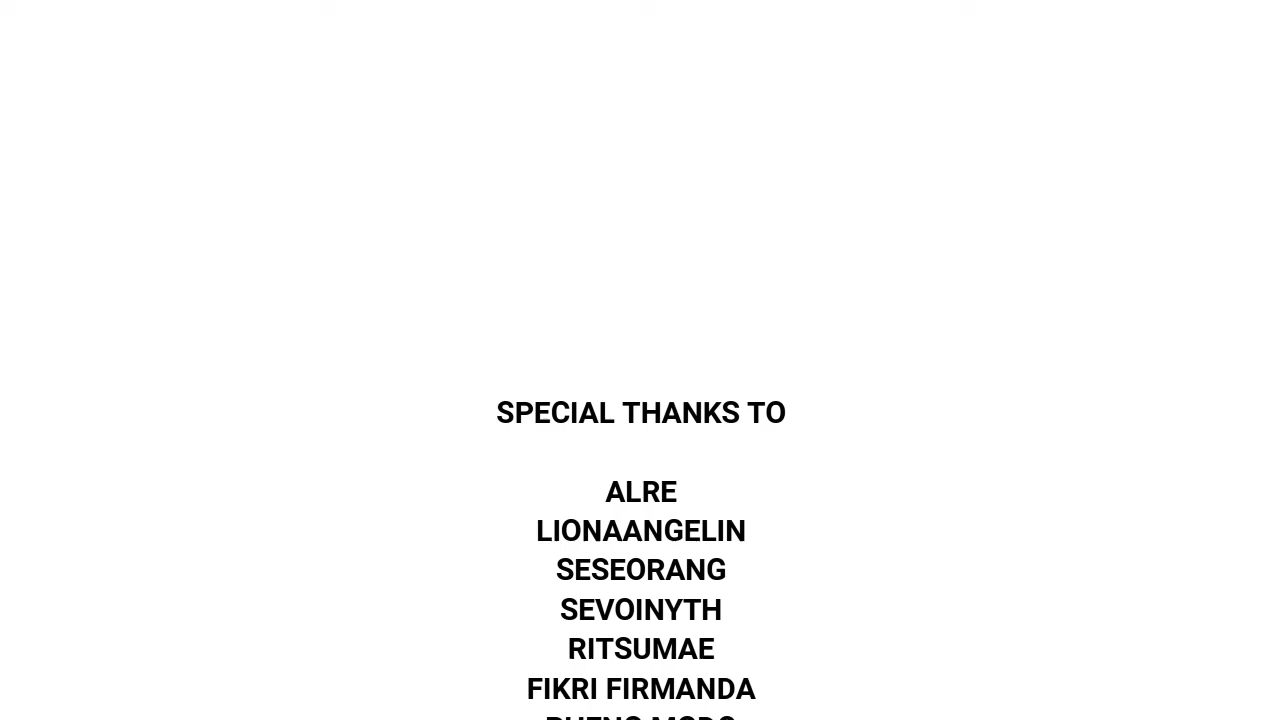 SPECIAL THANKS TO
ALRE
LIONAANGELIN
SESEORANG
SEVOINYTH
RITSUMAE
FIKRI FIRMANDA